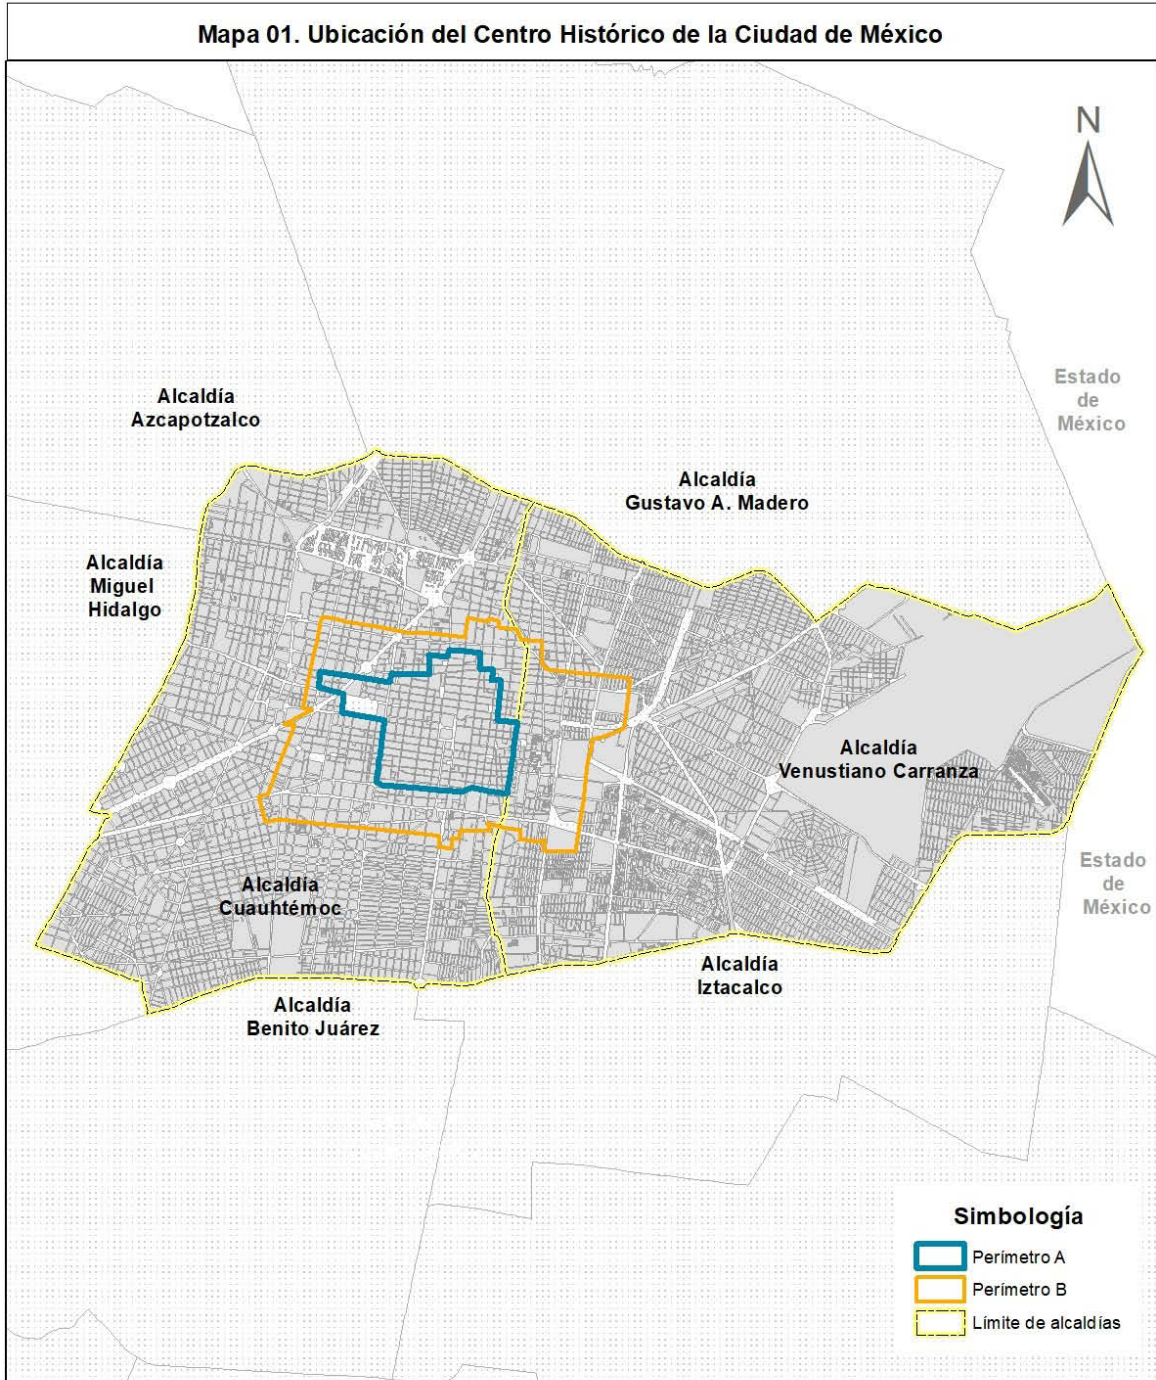 Mapa 01. Ubicación del Centro Histórico de la Ciudad de México
N
Estado
de
México
Alcaldía
Azcapotzalco
Alcaldía
Gustavo A. Madero
Alcaldía
Miguel
Hidalgo
Alcaldía
Venustiano Carranza
Estado
de
México
Alcaldía
Cuauhtémoc
Alcaldía
Iztacalco
Alcaldía
Benito Juárez
Simbología
Perímetro A
Perímetro B
Límite de alcaldías